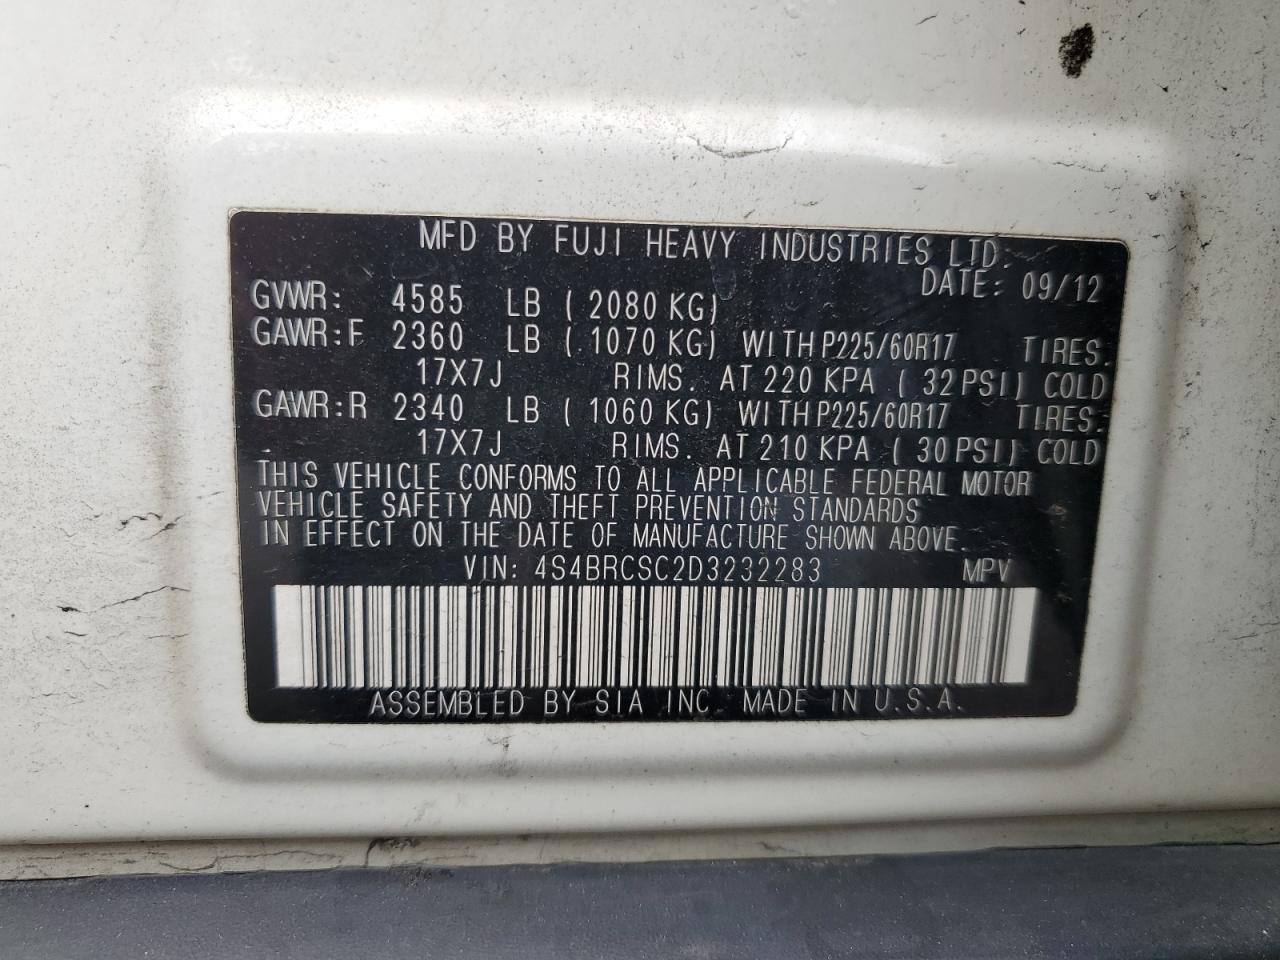 MFD BY FUJI HEAVY INDUSTRIES LTD.
DATE: 09/12
GVWR: 4585 LB ( 2080 KG)
GAWR:F 2360 LB ( 1070 KG) WITH P225/60R17 TIRES.
17X7J RIMS. AT 220 KPA ( 32 PSI) COLD
GAWR:R 2340 LB ( 1060 KG) WITH P225/60R17 TIRES.
17X7J RIMS. AT 210 KPA ( 30 PSI) COLD
THIS VEHICLE CONFORMS TO ALL APPLICABLE FEDERAL MOTOR
VEHICLE SAFETY AND THEFT PREVENTION STANDARDS
IN EFFECT ON THE DATE OF MANUFACTURE SHOWN ABOVE.
VIN: 4S4BRCSC2D3232283 MPV
ASSEMBLED BY SIA INC. MADE IN U.S.A.